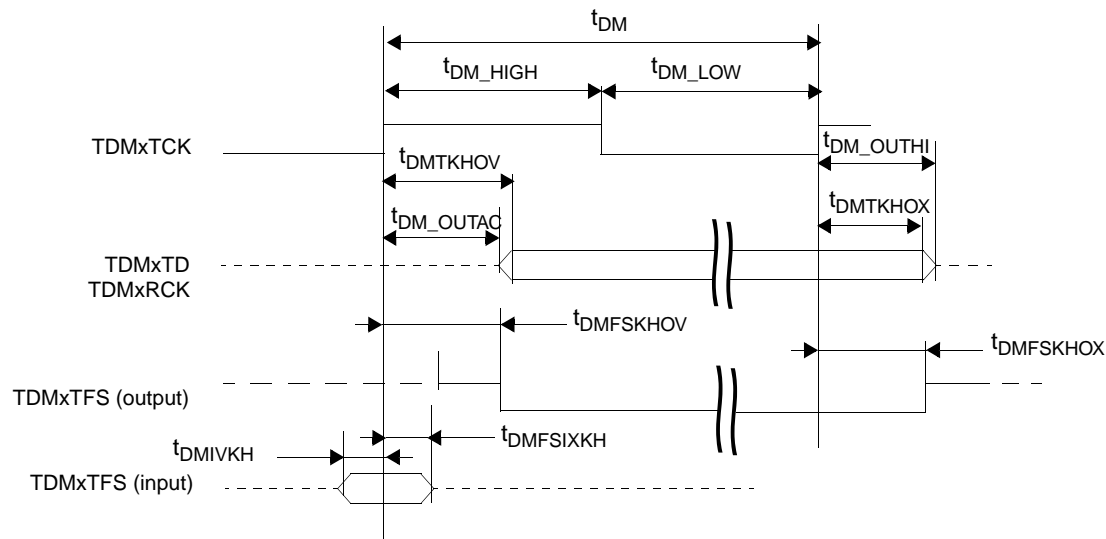 tDM
tDM_HIGH
tDM_LOW
TDMxTCK
tDM_OUTHI
tDMTKHOV
tDMTKHOX
tDM_OUTAC
TDMxTD
TDMxRCK
tDMFSKHOV
tDMFSKHOX
TDMxTFS (output)
tDMFSIXKH
tDMIVKH
TDMxTFS (input)